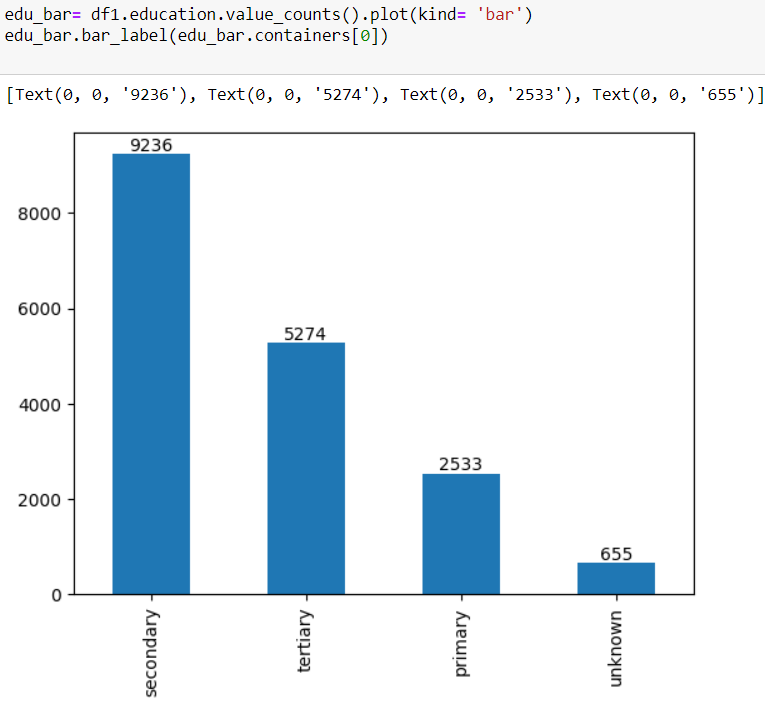 edu_bar= df1.education.value_counts().plot(kind= 'bar')
edu_bar.bar_label(edu_bar.containers[0])
[Text(0, 0, '9236'), Text(0, 0, '5274'), Text(0, 0, '2533'), Text(0, 0, '655')]
9236
8000
6000
5274
4000
2533
2000
655
0
secondary
tertiary
primary
unknown